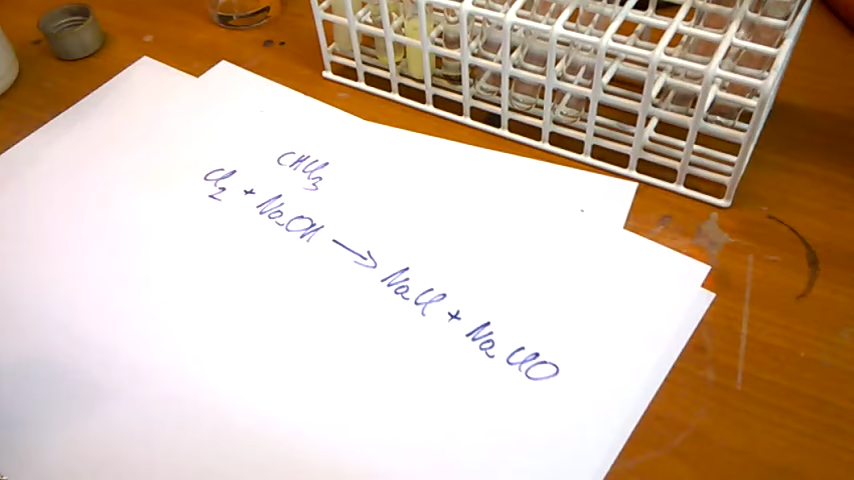 CHCl₃
Cl₂ + NaOH → NaCl + NaClO